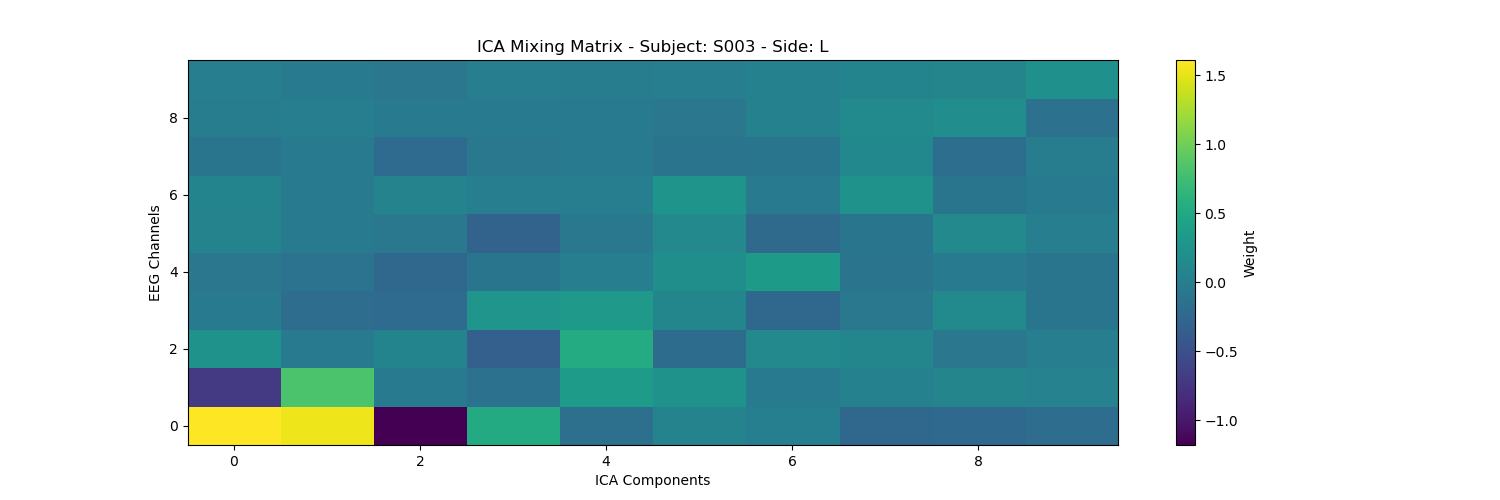 ICA Mixing Matrix - Subject: S003 - Side: L
EEG Channels
8
6
4
2
0
0 2 4 6 8
ICA Components
1.5
1.0
0.5
0.0
−0.5
−1.0
Weight